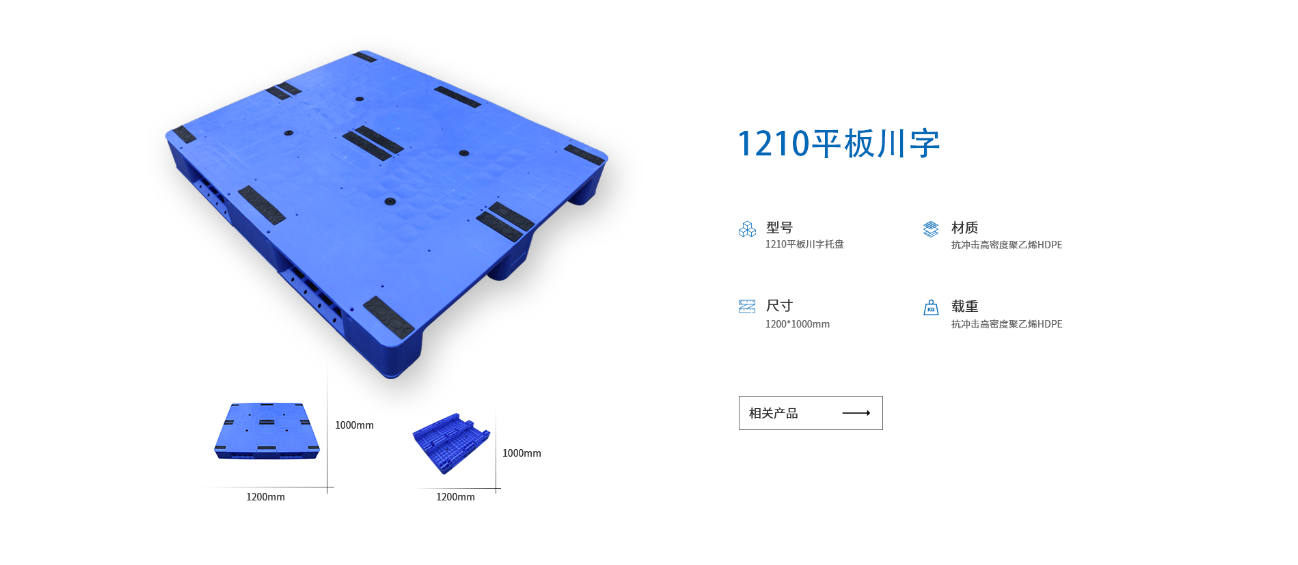 1210平板川字
型号
1210平板川字托盘
材质
抗冲击高密度聚乙烯HDPE
尺寸
1200*1000mm
载重
抗冲击高密度聚乙烯HDPE
KG
相关产品
1000mm
1200mm
1000mm
1200mm